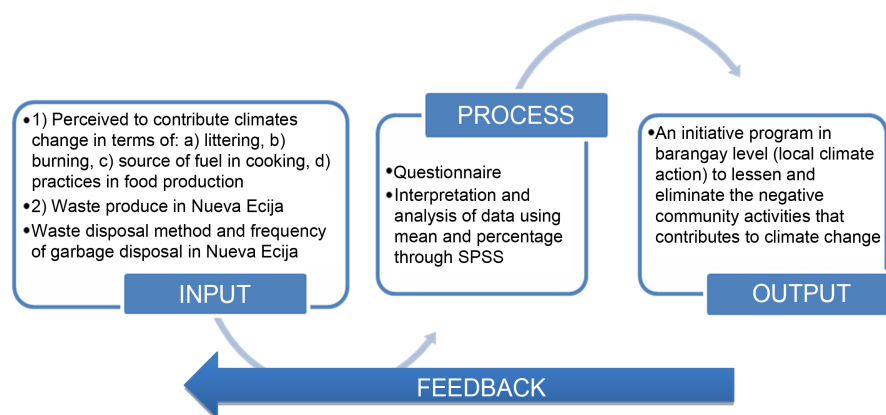 •1) Perceived to contribute climates
change in terms of: a) littering, b)
burning, c) source of fuel in cooking, d)
practices in food production
•2) Waste produce in Nueva Ecija
•Waste disposal method and frequency
of garbage disposal in Nueva Ecija
INPUT
PROCESS
•Questionnaire
•Interpretation and
analysis of data using
mean and percentage
through SPSS
•An initiative program in
barangay level (local climate
action) to lessen and
eliminate the negative
community activities that
contributes to climate change
OUTPUT
FEEDBACK